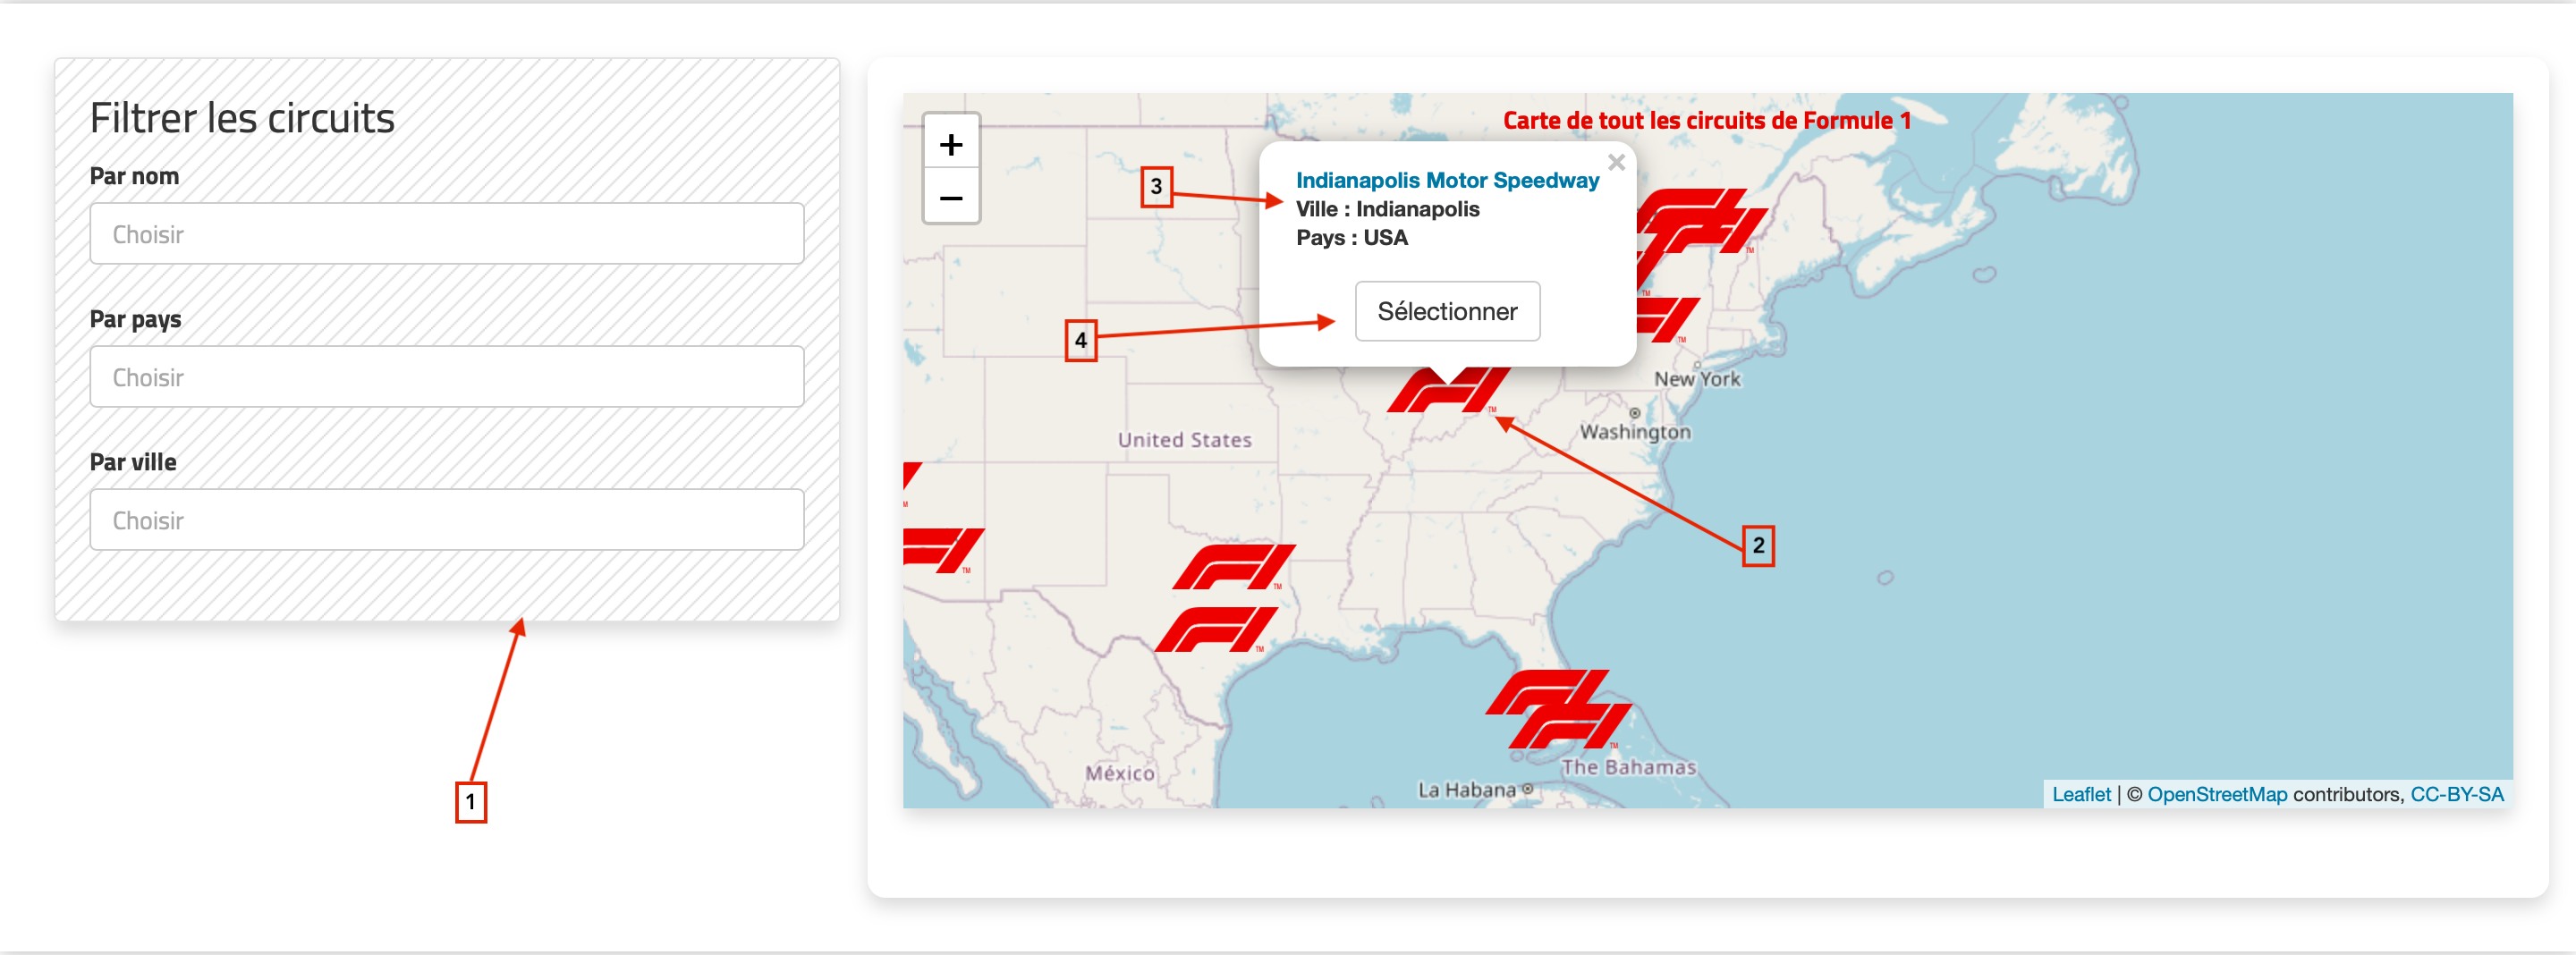 Filtrer les circuits
Par nom
Choisir
Par pays
Choisir
Par ville
Choisir
1
+
−
Carte de tout les circuits de Formule 1
3
×
Indianapolis Motor Speedway
Ville : Indianapolis
Pays : USA
4
Sélectionner
2
New York
Washington
United States
México
La Habana
The Bahamas
Leaflet | © OpenStreetMap contributors, CC-BY-SA